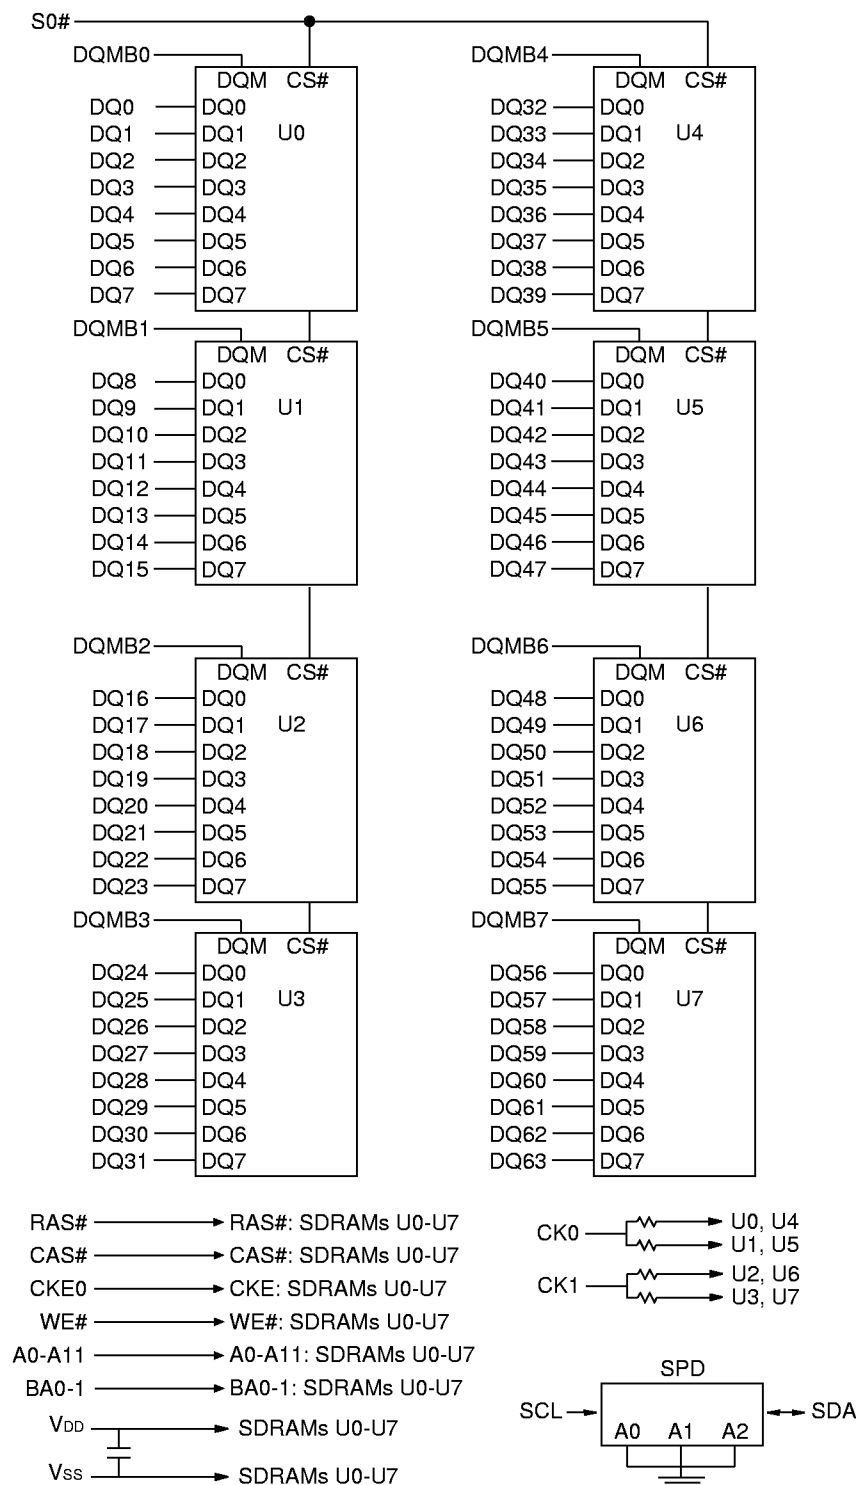 S0#
DQMB0 DQMB4
DQM CS# DQM CS#
DQ0 DQ0 DQ32 DQ0
DQ1 DQ1 U0 DQ33 DQ1 U4
DQ2 DQ2 DQ34 DQ2
DQ3 DQ3 DQ35 DQ3
DQ4 DQ4 DQ36 DQ4
DQ5 DQ5 DQ37 DQ5
DQ6 DQ6 DQ38 DQ6
DQ7 DQ7 DQ39 DQ7
DQMB1 DQMB5
DQM CS# DQM CS#
DQ8 DQ0 DQ40 DQ0
DQ9 DQ1 U1 DQ41 DQ1 U5
DQ10 DQ2 DQ42 DQ2
DQ11 DQ3 DQ43 DQ3
DQ12 DQ4 DQ44 DQ4
DQ13 DQ5 DQ45 DQ5
DQ14 DQ6 DQ46 DQ6
DQ15 DQ7 DQ47 DQ7
DQMB2 DQMB6
DQM CS# DQM CS#
DQ16 DQ0 DQ48 DQ0
DQ17 DQ1 U2 DQ49 DQ1 U6
DQ18 DQ2 DQ50 DQ2
DQ19 DQ3 DQ51 DQ3
DQ20 DQ4 DQ52 DQ4
DQ21 DQ5 DQ53 DQ5
DQ22 DQ6 DQ54 DQ6
DQ23 DQ7 DQ55 DQ7
DQMB3 DQMB7
DQM CS# DQM CS#
DQ24 DQ0 DQ56 DQ0
DQ25 DQ1 U3 DQ57 DQ1 U7
DQ26 DQ2 DQ58 DQ2
DQ27 DQ3 DQ59 DQ3
DQ28 DQ4 DQ60 DQ4
DQ29 DQ5 DQ61 DQ5
DQ30 DQ6 DQ62 DQ6
DQ31 DQ7 DQ63 DQ7
RAS# RAS#: SDRAMs U0-U7
CAS# CAS#: SDRAMs U0-U7
CKE0 CKE: SDRAMs U0-U7
WE# WE#: SDRAMs U0-U7
A0-A11 A0-A11: SDRAMs U0-U7
BA0-1 BA0-1: SDRAMs U0-U7
VDD SDRAMs U0-U7
VSS SDRAMs U0-U7
CK0 U0, U4
U1, U5
CK1 U2, U6
U3, U7
SPD
SCL SDA
A0 A1 A2